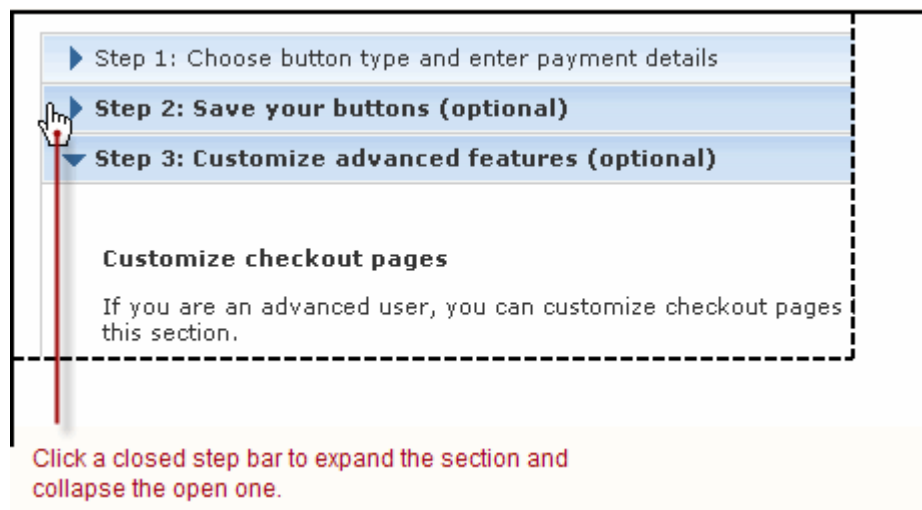 Step 1: Choose button type and enter payment details
Step 2: Save your buttons (optional)
Step 3: Customize advanced features (optional)
Customize checkout pages
If you are an advanced user, you can customize checkout pages
this section.
Click a closed step bar to expand the section and
collapse the open one.